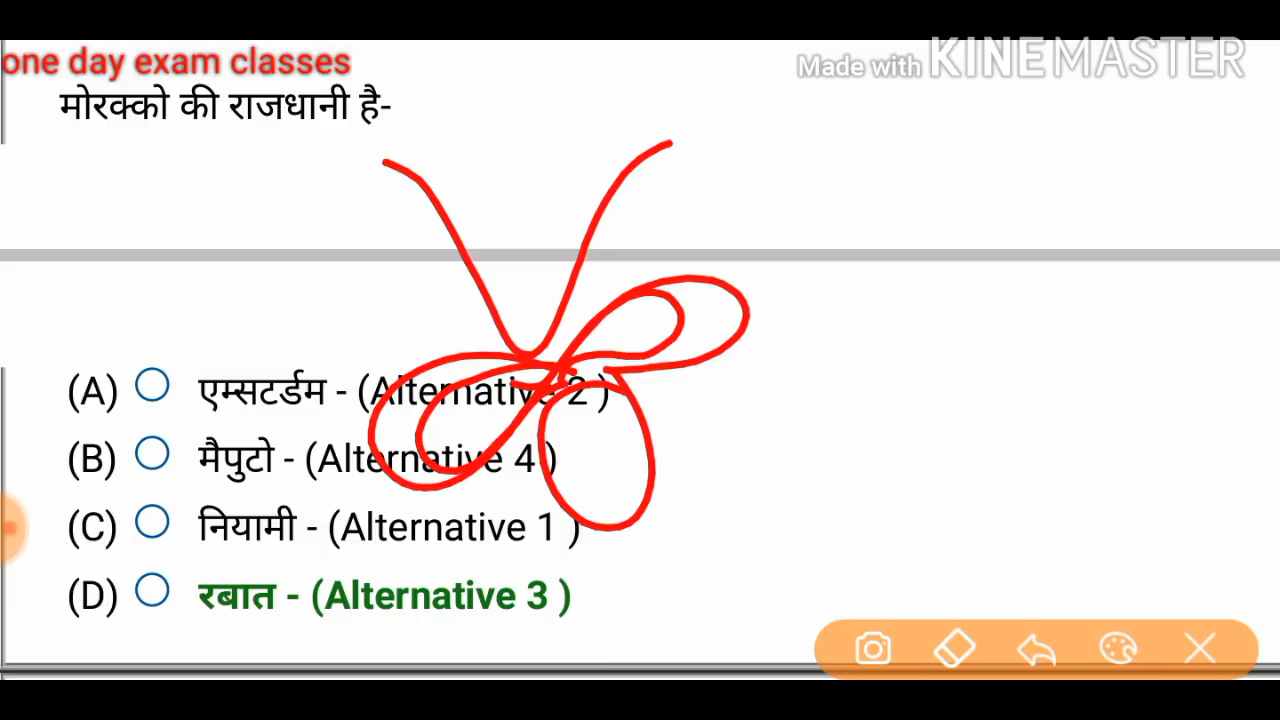 one day exam classes
Made with KINEMASTER
मोरक्को की राजधानी है-
(A) एम्सटर्डम - (Alternative 2 )
(B) मैपुटो - (Alternative 4 )
(C) नियामी - (Alternative 1 )
(D) रबात - (Alternative 3 )